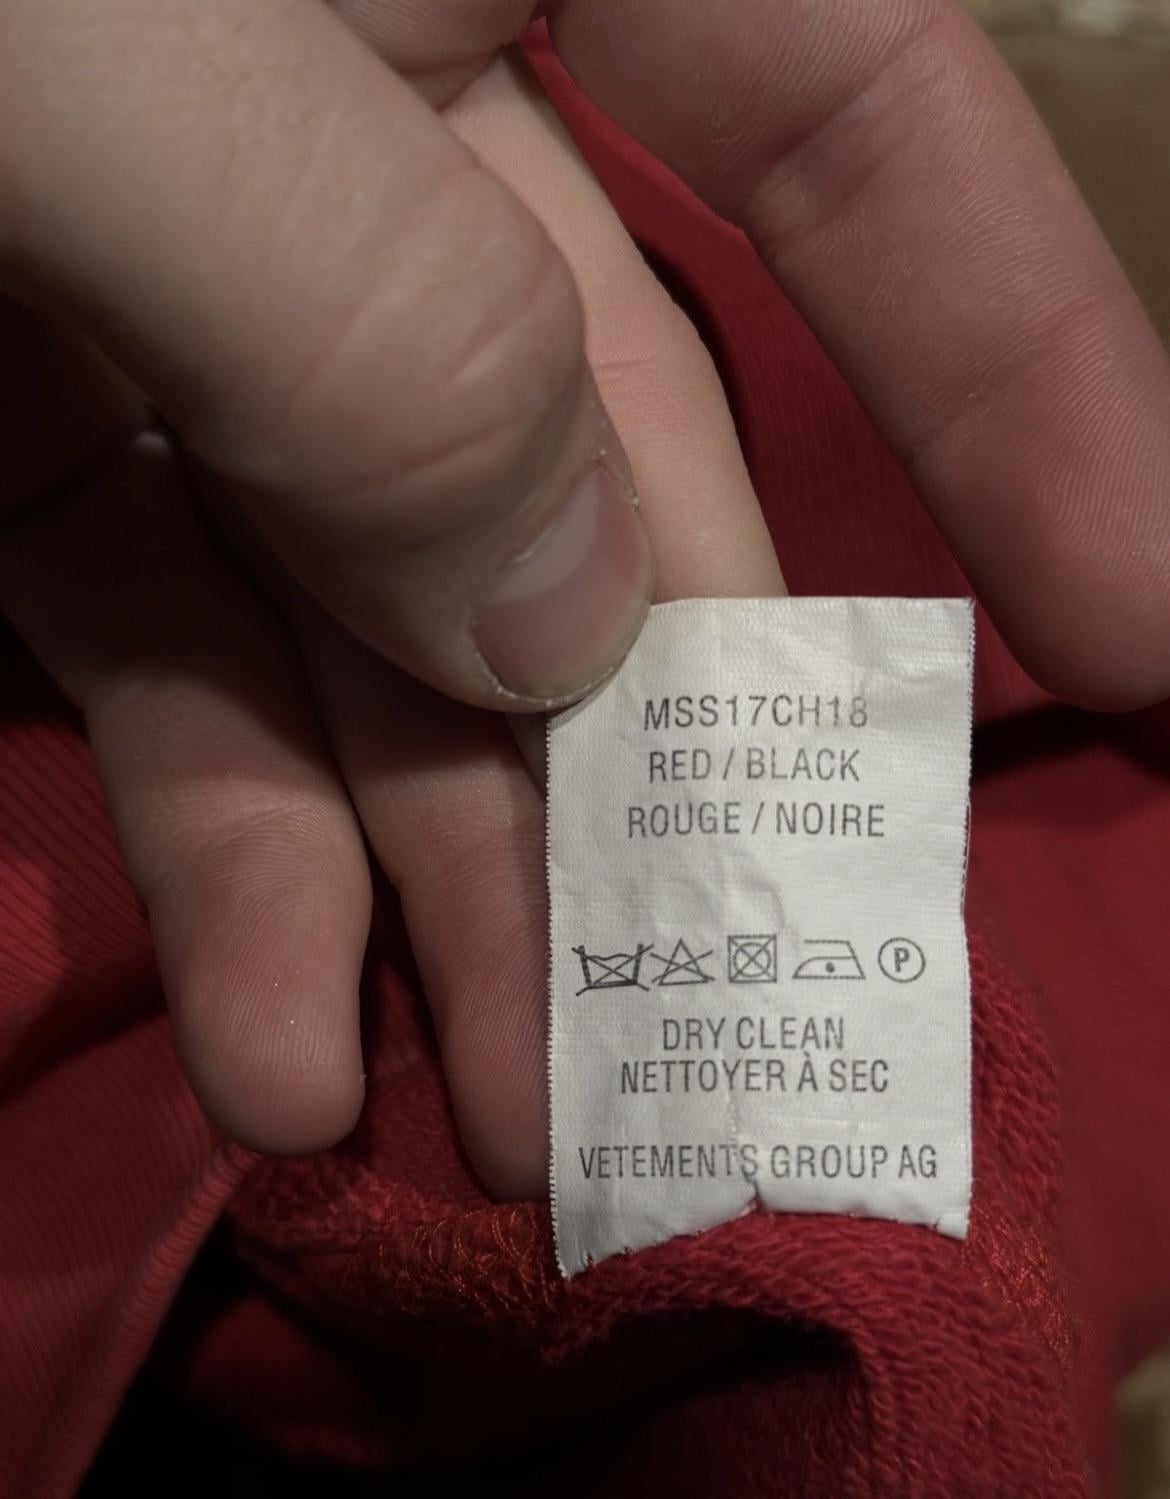 MSS17CH18
RED / BLACK
ROUGE / NOIRE
P
DRY CLEAN
NETTOYER À SEC
VETEMENTS GROUP AG